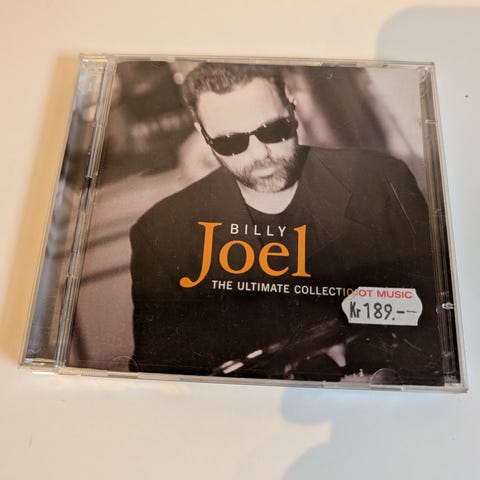 BILLY
Joel
THE ULTIMATE COLLECTIO
OT MUSIC
Kr 189.-